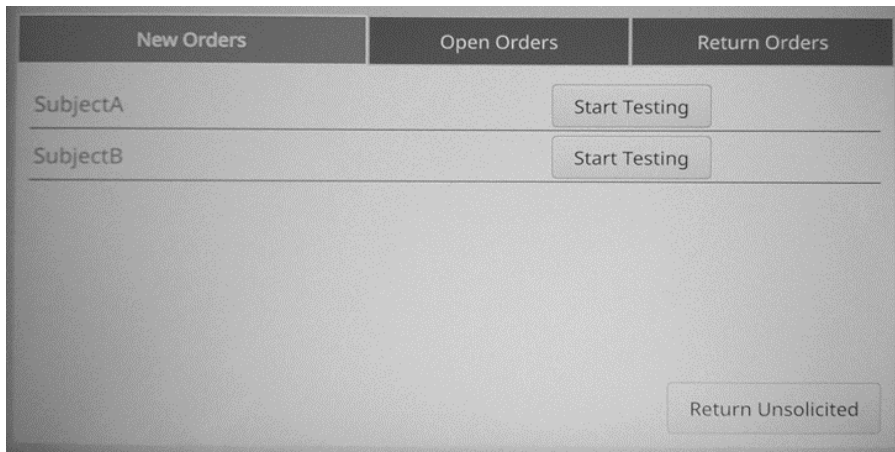 New Orders Open Orders Return Orders
SubjectA Start Testing
SubjectB Start Testing
Return Unsolicited